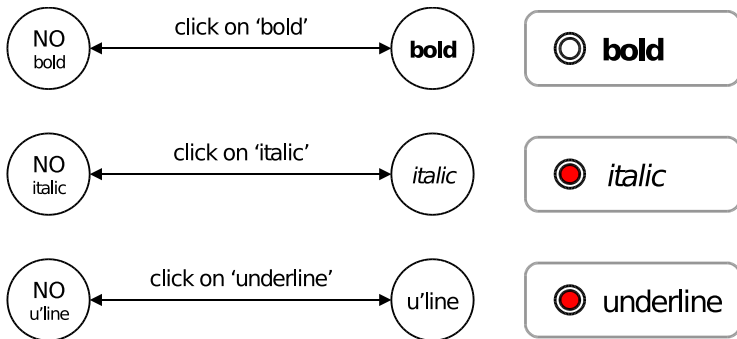 NO
bold
click on ‘bold’
bold
bold
NO
italic
click on ‘italic’
italic
italic
NO
u’line
click on ‘underline’
u’line
underline